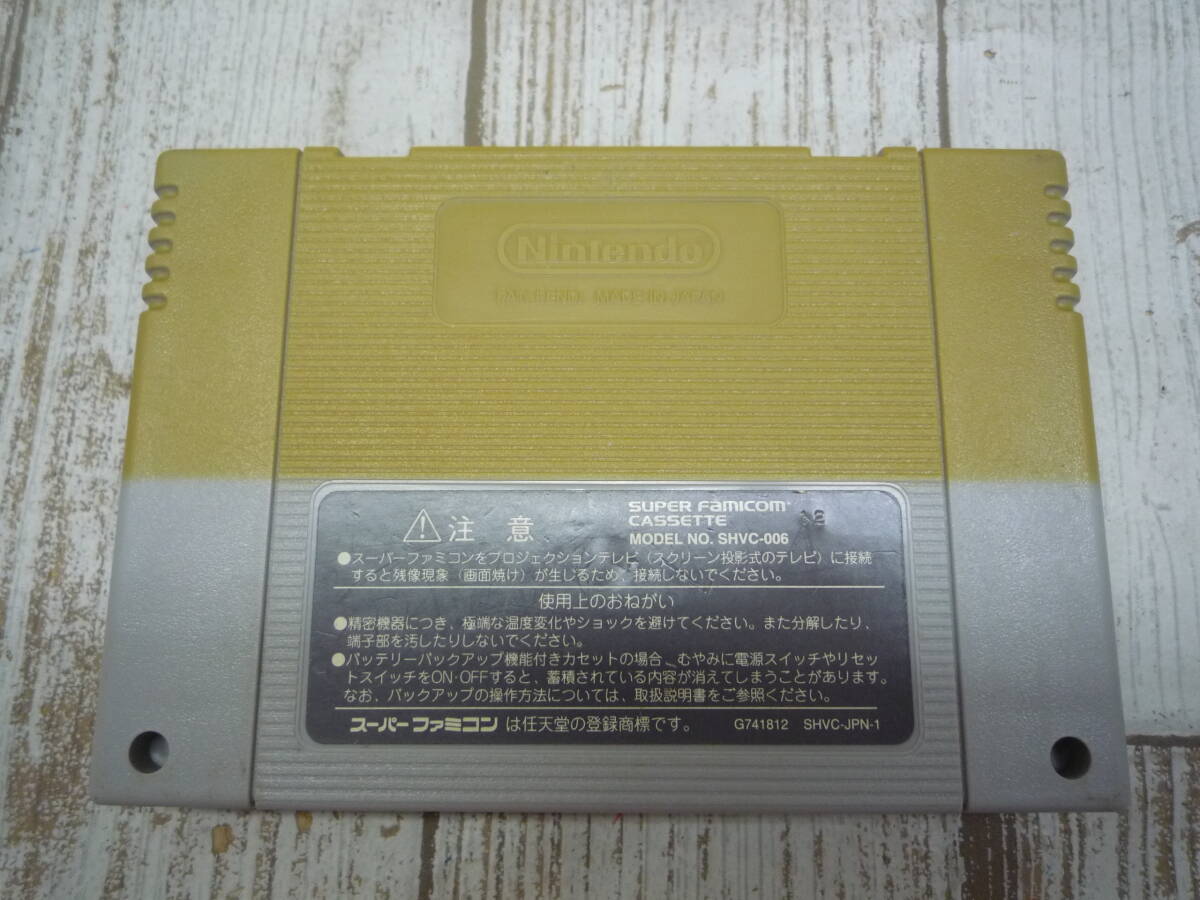 Nintendo
PAT. PEND. MADE IN JAPAN
⚠注意
SUPER FAMICOM™
CASSETTE
MODEL NO. SHVC-006
●スーパーファミコンをプロジェクションテレビ(スクリーン投影式のテレビ)に接続
すると残像現象(画面焼け)が生じるため、接続しないでください。
使用上のおねがい
●精密機器につき、極端な温度変化やショックを避けてください。また分解したり、
端子部を汚したりしないでください。
●バッテリーバックアップ機能付きカセットの場合、むやみに電源スイッチやリセッ
トスイッチをON·OFFすると、蓄積されている内容が消えてしまうことがあります。
なお、バックアップの操作方法については、取扱説明書をご参照ください。
スーパーファミコンは任天堂の登録商標です。 G741812 SHVC-JPN-1